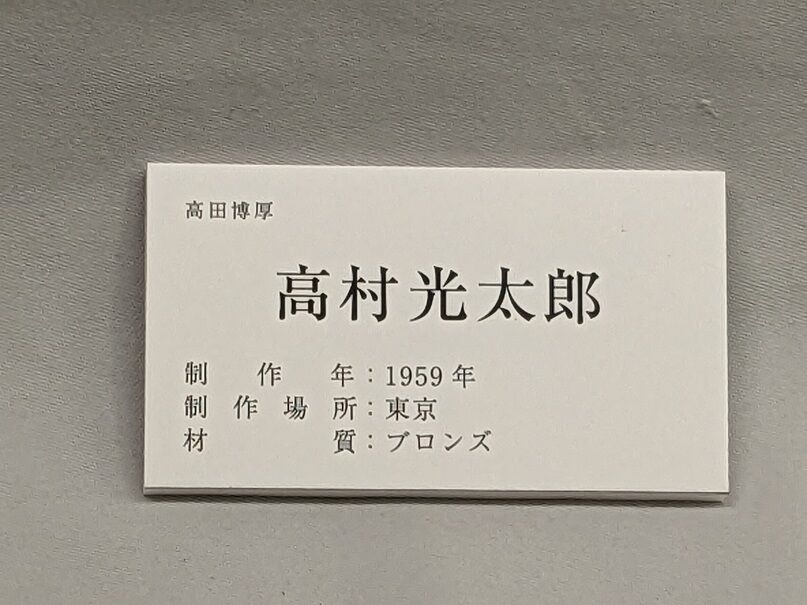 高田博厚
高村光太郎
制作年：1959年
制作場所：東京
材質：ブロンズ